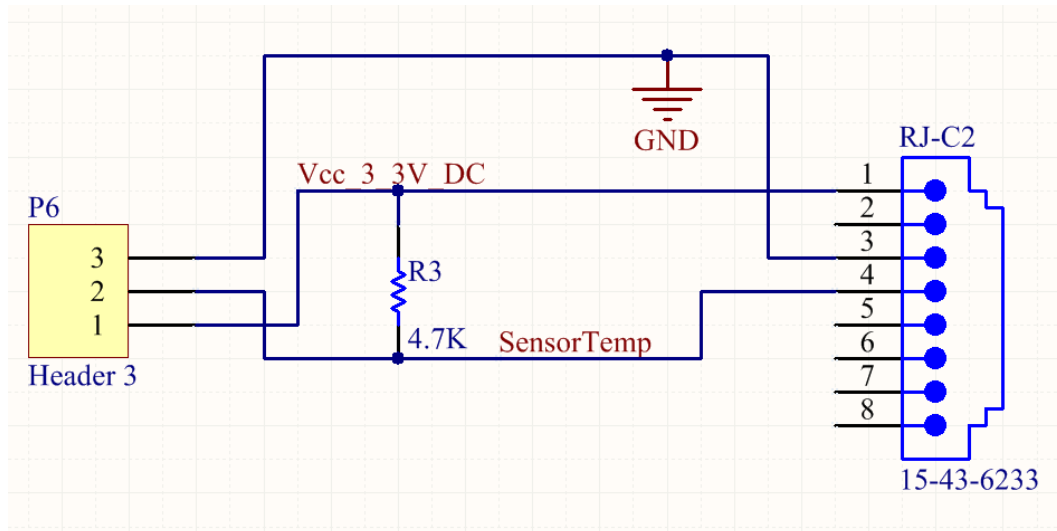 GND
RJ-C2
Vcc_3_3V_DC
1
2
3
4
5
6
7
8
P6
3
2
1
R3
4.7K
SensorTemp
Header 3
15-43-6233